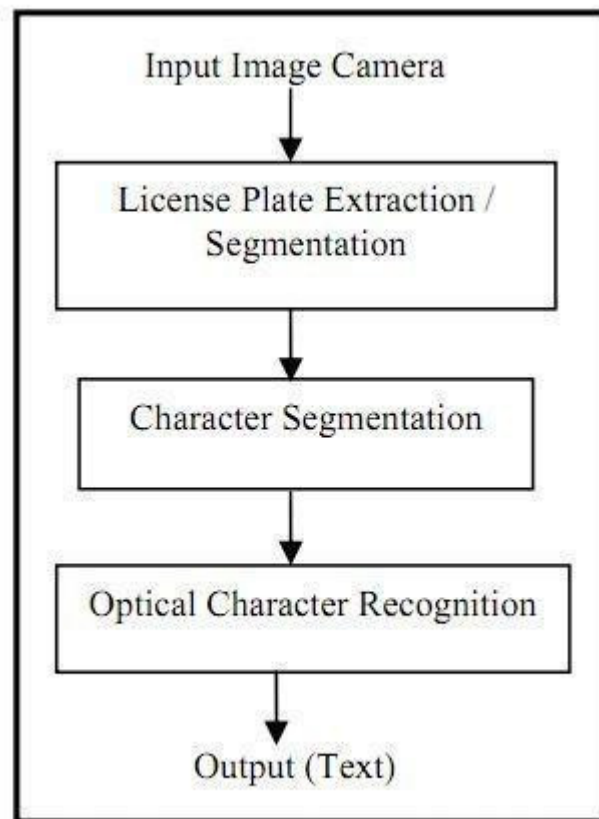 Input Image Camera
License Plate Extraction /
Segmentation
Character Segmentation
Optical Character Recognition
Output (Text)